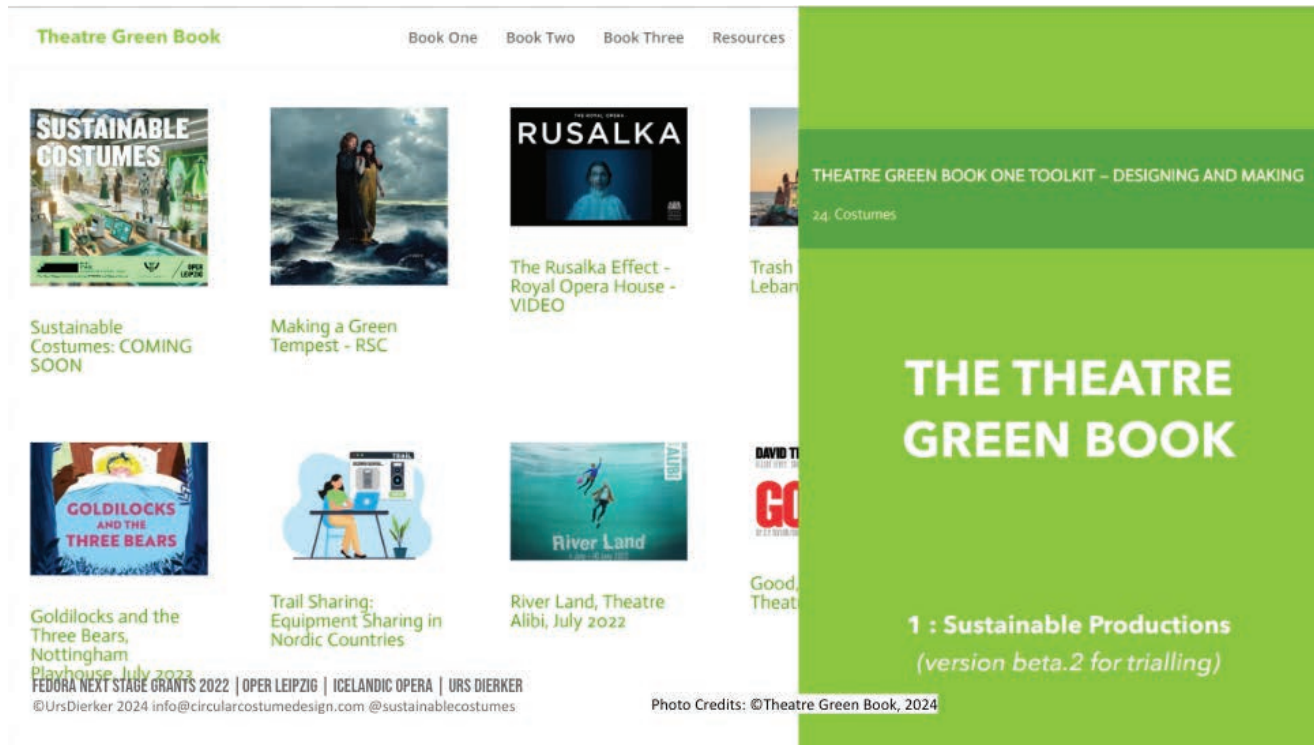 Theatre Green Book
Book One Book Two Book Three Resources
SUSTAINABLE
COSTUMES
OPER
LEIPZIG
Sustainable
Costumes: COMING
SOON
Making a Green
Tempest - RSC
THE ROYAL OPERA
RUSALKA
The Rusalka Effect -
Royal Opera House -
VIDEO
Trash
Leban
GOLDILOCKS
AND THE
THREE BEARS
Goldilocks and the
Three Bears,
Nottingham
Playhouse, July 2023
TRAIL
Trail Sharing:
Equipment Sharing in
Nordic Countries
ALIBI
River Land
River Land, Theatre
Alibi, July 2022
DAVID T
GO
Good,
Theat
FEDORA NEXT STAGE GRANTS 2022 | OPER LEIPZIG | ICELANDIC OPERA | URS DIERKER
©UrsDierker 2024 info@circularcostumedesign.com @sustainablecostumes
Photo Credits: ©Theatre Green Book, 2024
THEATRE GREEN BOOK ONE TOOLKIT – DESIGNING AND MAKING
24. Costumes
THE THEATRE
GREEN BOOK
1 : Sustainable Productions
(version beta.2 for trialling)